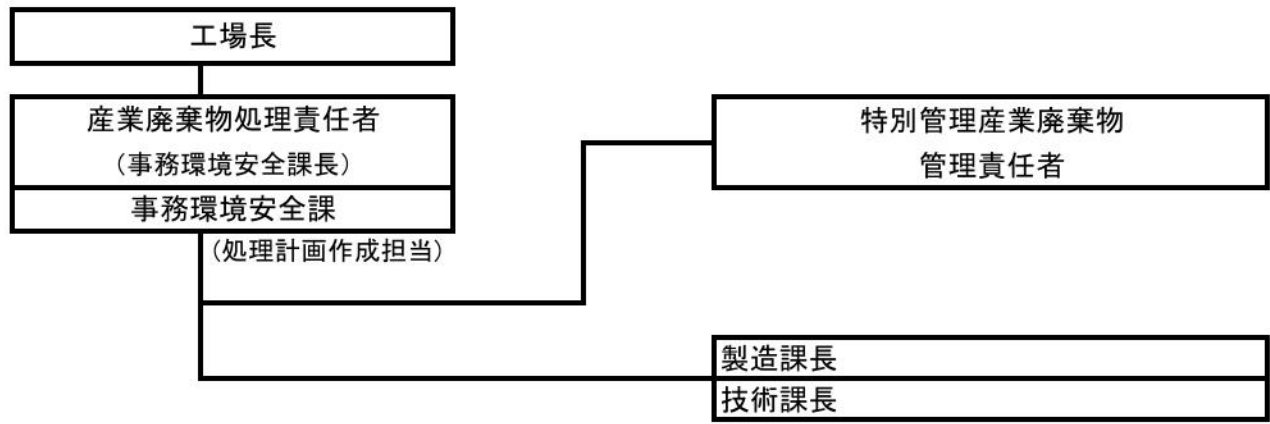 工場長
産業廃棄物処理責任者
（事務環境安全課長）
事務環境安全課
（処理計画作成担当）
特別管理産業廃棄物
管理責任者
製造課長
技術課長